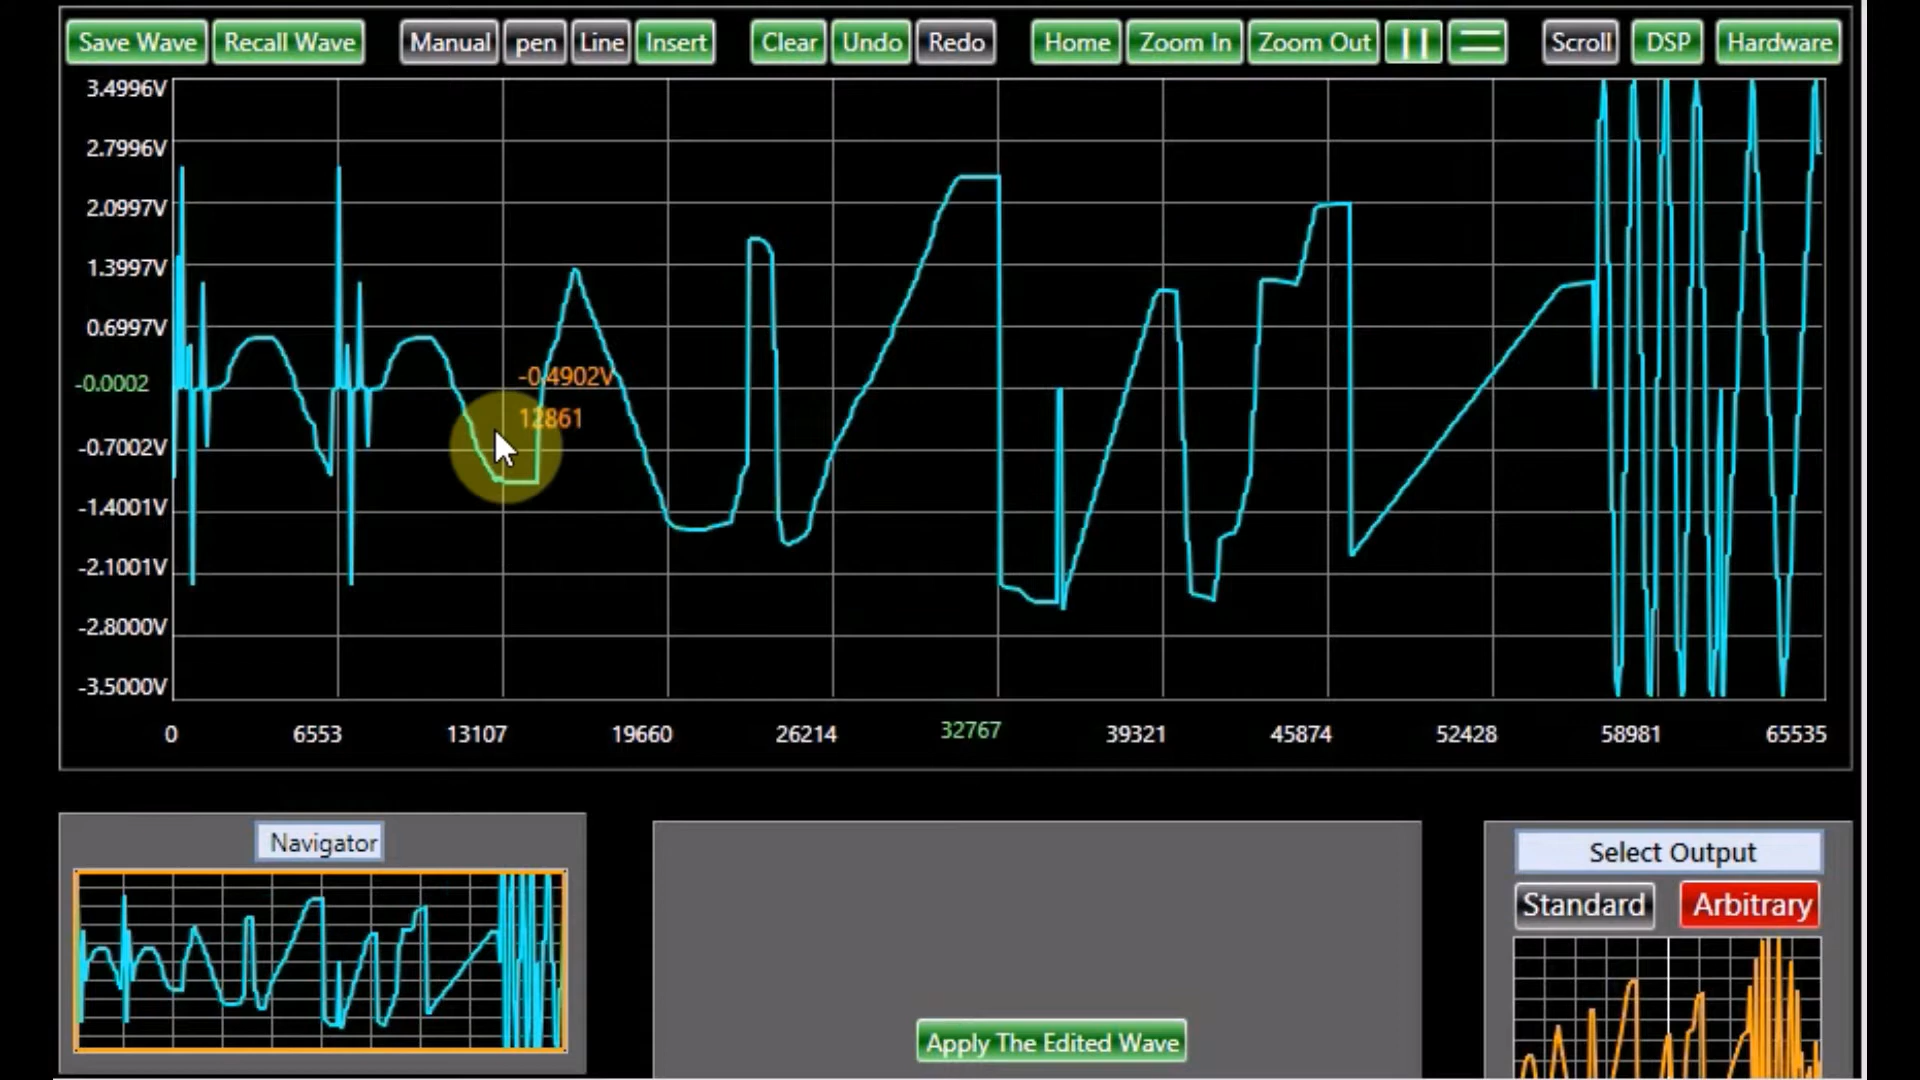 Save Wave Recall Wave Manual pen Line Insert Clear Undo Redo Home Zoom In Zoom Out Scroll DSP Hardware
3.4996V
2.7996V
2.0997V
1.3997V
0.6997V
-0.0002
-0.7002V
-1.4001V
-2.1001V
-2.8000V
-3.5000V
-0.4902V
12861
0 6553 13107 19660 26214 32767 39321 45874 52428 58981 65535
Navigator
Apply The Edited Wave
Select Output
Standard Arbitrary